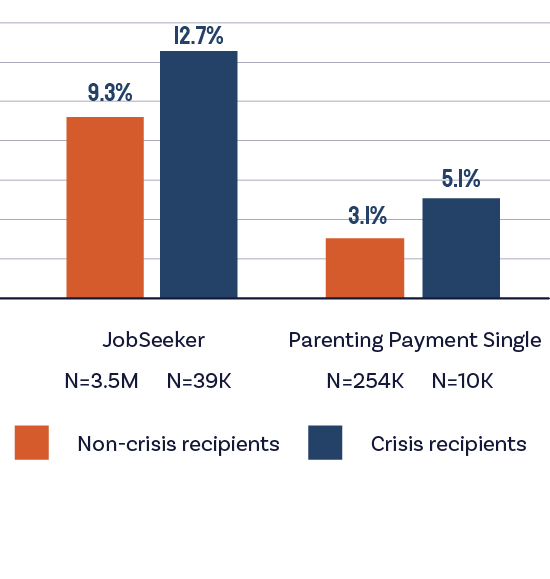 12.7%
9.3%
5.1%
3.1%
JobSeeker Parenting Payment Single
N=3.5M N=39K N=254K N=10K
Non-crisis recipients Crisis recipients